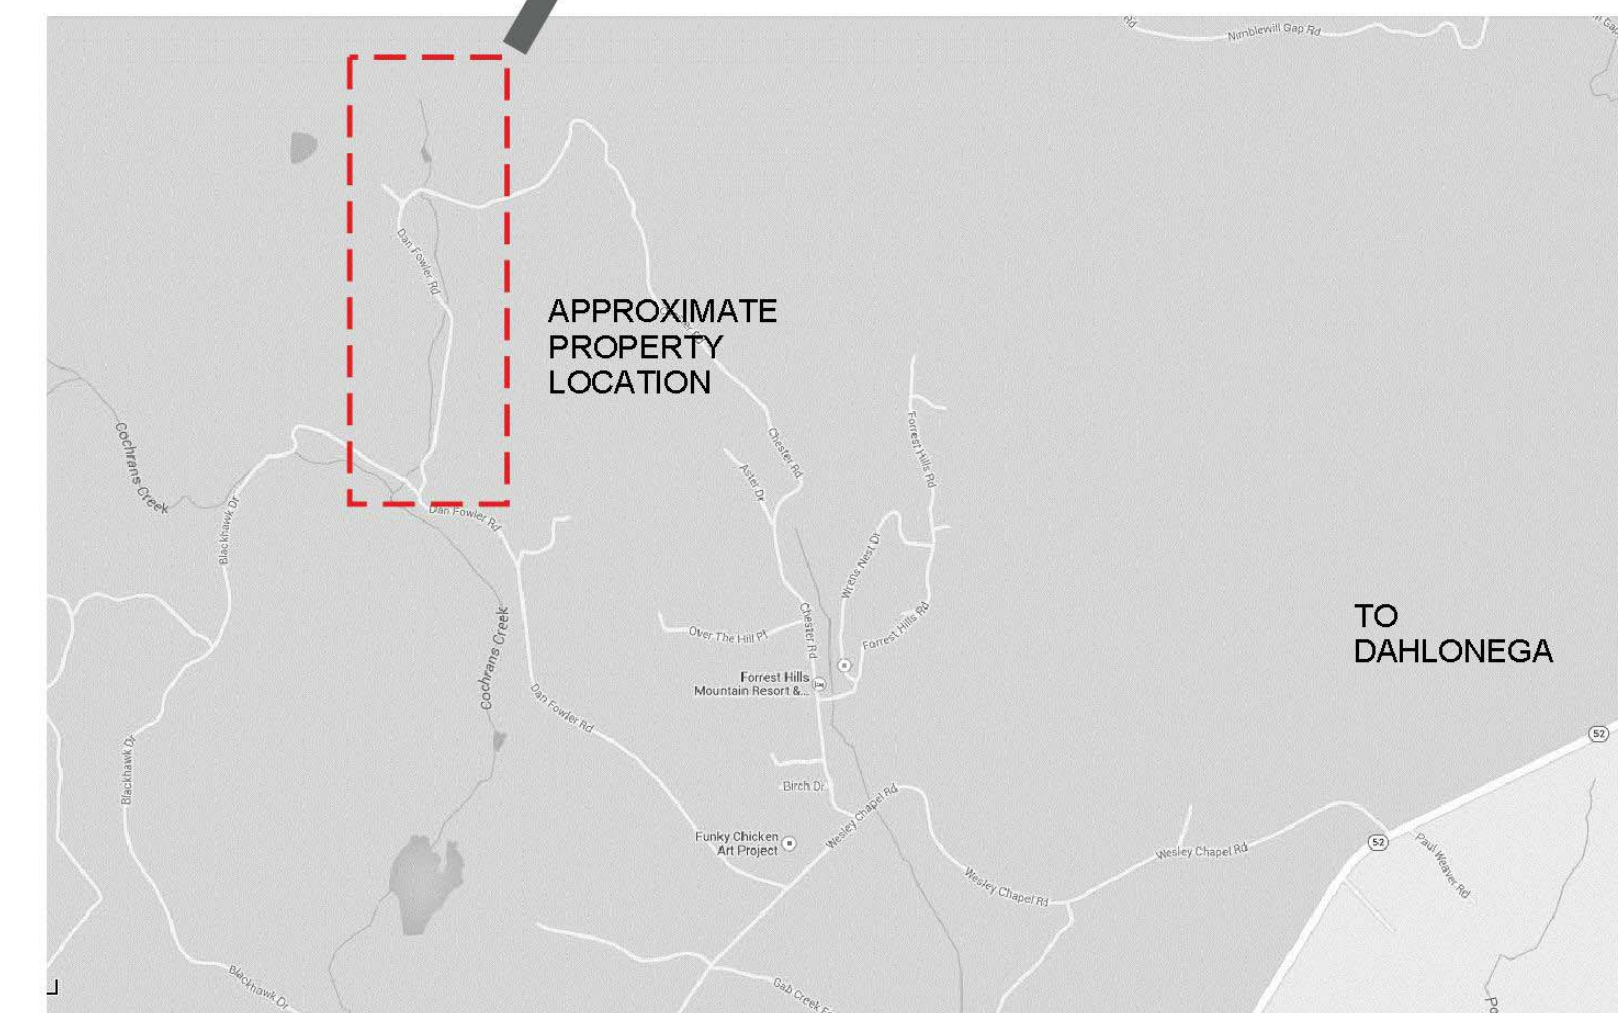 Rd
Nimblewill Gap Rd
Dan Fowler Rd
APPROXIMATE
PROPERTY
LOCATION
Cochrans Creek
Chester Rd
Forrest Hills Rd
Aster Dr
Blackhawk Dr
Dan Fowler Rd
Wrens Nest Dr
TO
DAHLONEGA
Cochrans Creek
Over The Hill Pl
Chester Rd
Forrest Hills Rd
Forrest Hills
Mountain Resort &...
Dan Fowler Rd
52
Blackhawk Dr
Birch Dr
Wesley Chapel Rd
Funky Chicken
Art Project
52
Wesley Chapel Rd
Paul Weaver Rd
Wesley Chapel Rd
Blackhawk Dr
Gab Creek